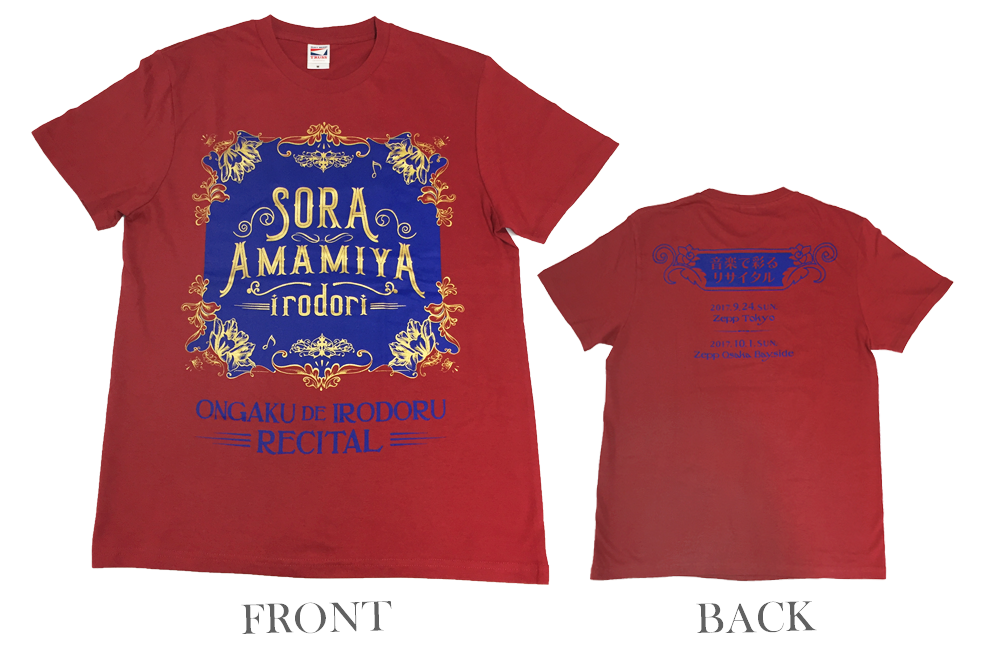 SORA
AMAMIYA
irodori
ONGAKU DE IRODORU
RECITAL
音楽で彩る
リサイタル
2017.9.24.SUN.
Zepp Tokyo
2017.10.1.SUN.
Zepp Osaka Bayside
FRONT
BACK